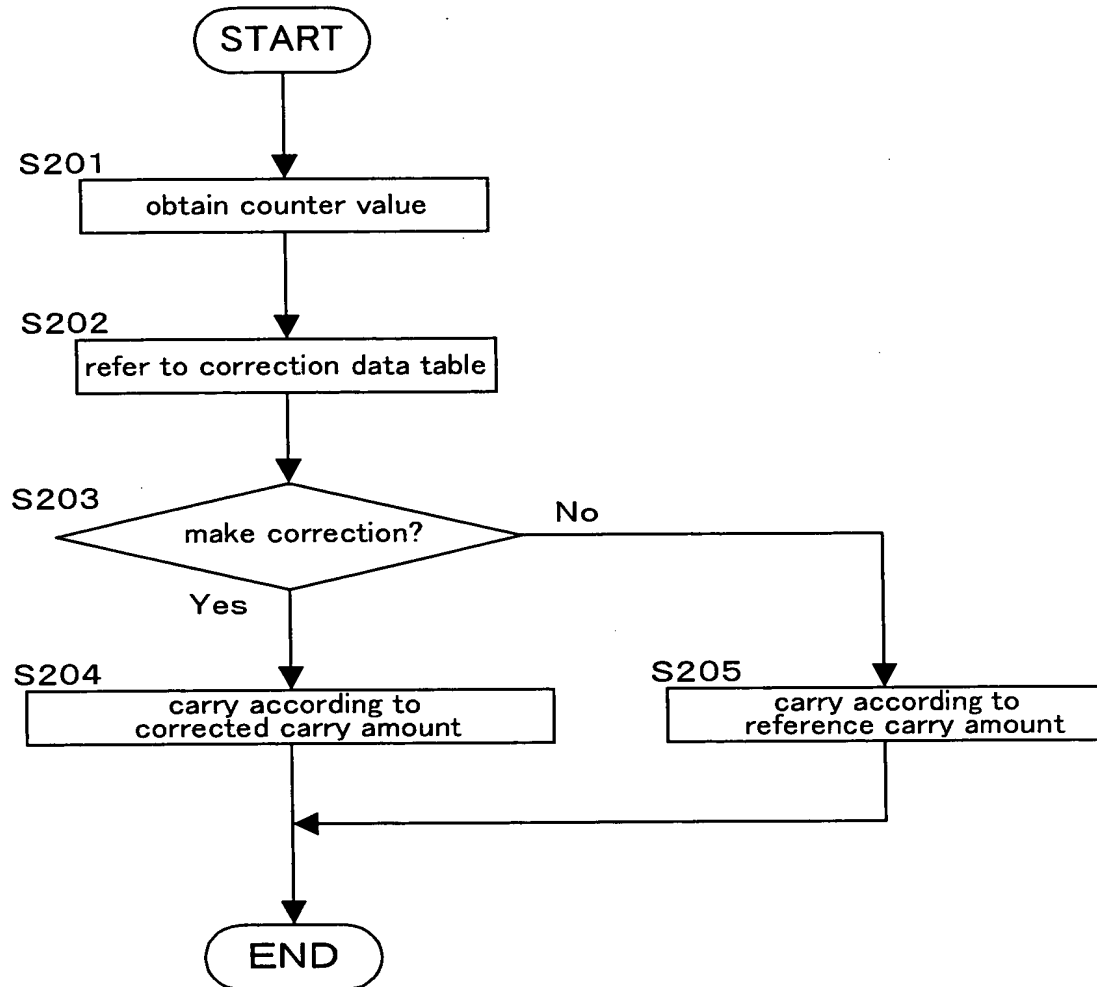 START
S201
obtain counter value
S202
refer to correction data table
S203
make correction?
No
Yes
S204
carry according to
corrected carry amount
S205
carry according to
reference carry amount
END